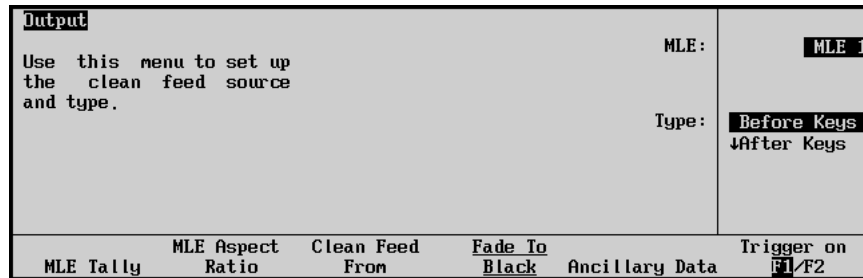 Output
Use this menu to set up
the clean feed source
and type.
MLE: MLE 1
Type: Before Keys
↓After Keys
MLE Tally
MLE Aspect
Ratio
Clean Feed
From
Fade To
Black
Ancillary Data
Trigger on
F1/F2